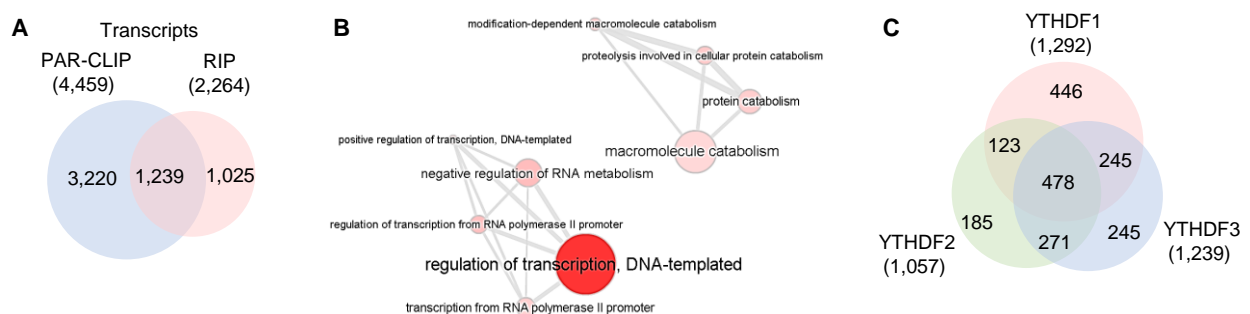 A
Transcripts
PAR-CLIP
(4,459)
RIP
(2,264)
3,220
1,239
1,025
B
modification-dependent macromolecule catabolism
proteolysis involved in cellular protein catabolism
protein catabolism
macromolecule catabolism
positive regulation of transcription, DNA-templated
negative regulation of RNA metabolism
regulation of transcription from RNA polymerase II promoter
regulation of transcription, DNA-templated
transcription from RNA polymerase II promoter
C
YTHDF1
(1,292)
446
123
245
478
185
271
245
YTHDF2
(1,057)
YTHDF3
(1,239)